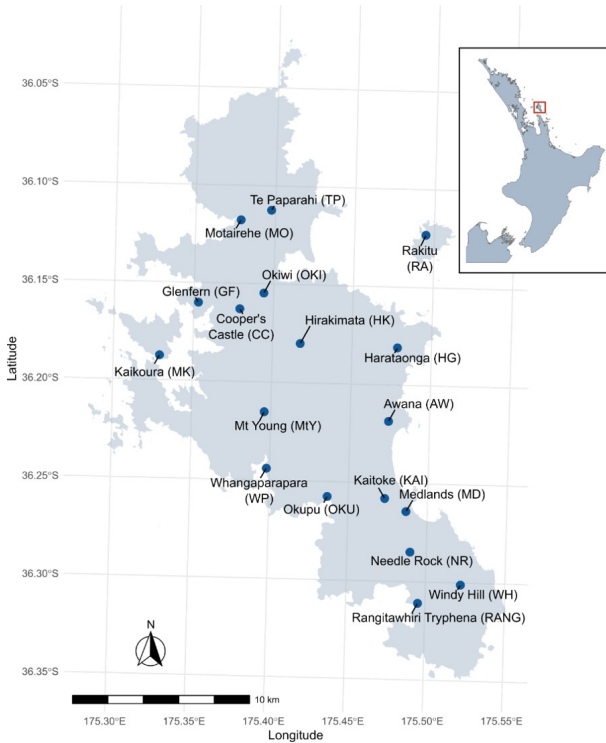 36.05°S
36.10°S
Te Paparahi (TP)
Motairehe (MO)
Rakitu
(RA)
36.15°S
Okiwi (OKI)
Glenfern (GF)
Cooper's
Castle (CC)
Hirakimata (HK)
Harataonga (HG)
Kaikoura (MK)
Latitude
36.20°S
Awana (AW)
Mt Young (MtY)
36.25°S
Whangaparapara
(WP)
Kaitoke (KAI)
Medlands (MD)
Okupu (OKU)
Needle Rock (NR)
36.30°S
Windy Hill (WH)
Rangitawhiri Tryphena (RANG)
N
36.35°S
10 km
175.30°E 175.35°E 175.40°E 175.45°E 175.50°E 175.55°E
Longitude